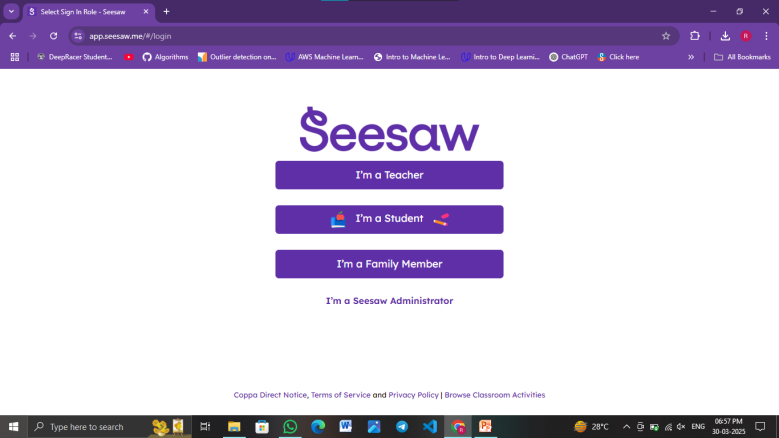 Select Sign In Role - Seesaw
app.seesaw.me/#/login
DeepRacer Student...
Algorithms
Outlier detection on...
AWS Machine Learn...
Intro to Machine Le...
Intro to Deep Learni...
ChatGPT
Click here
All Bookmarks
Seesaw
I'm a Teacher
I'm a Student
I'm a Family Member
I'm a Seesaw Administrator
Coppa Direct Notice, Terms of Service and Privacy Policy | Browse Classroom Activities
Type here to search
28°C
ENG
06:57 PM
30-03-2025